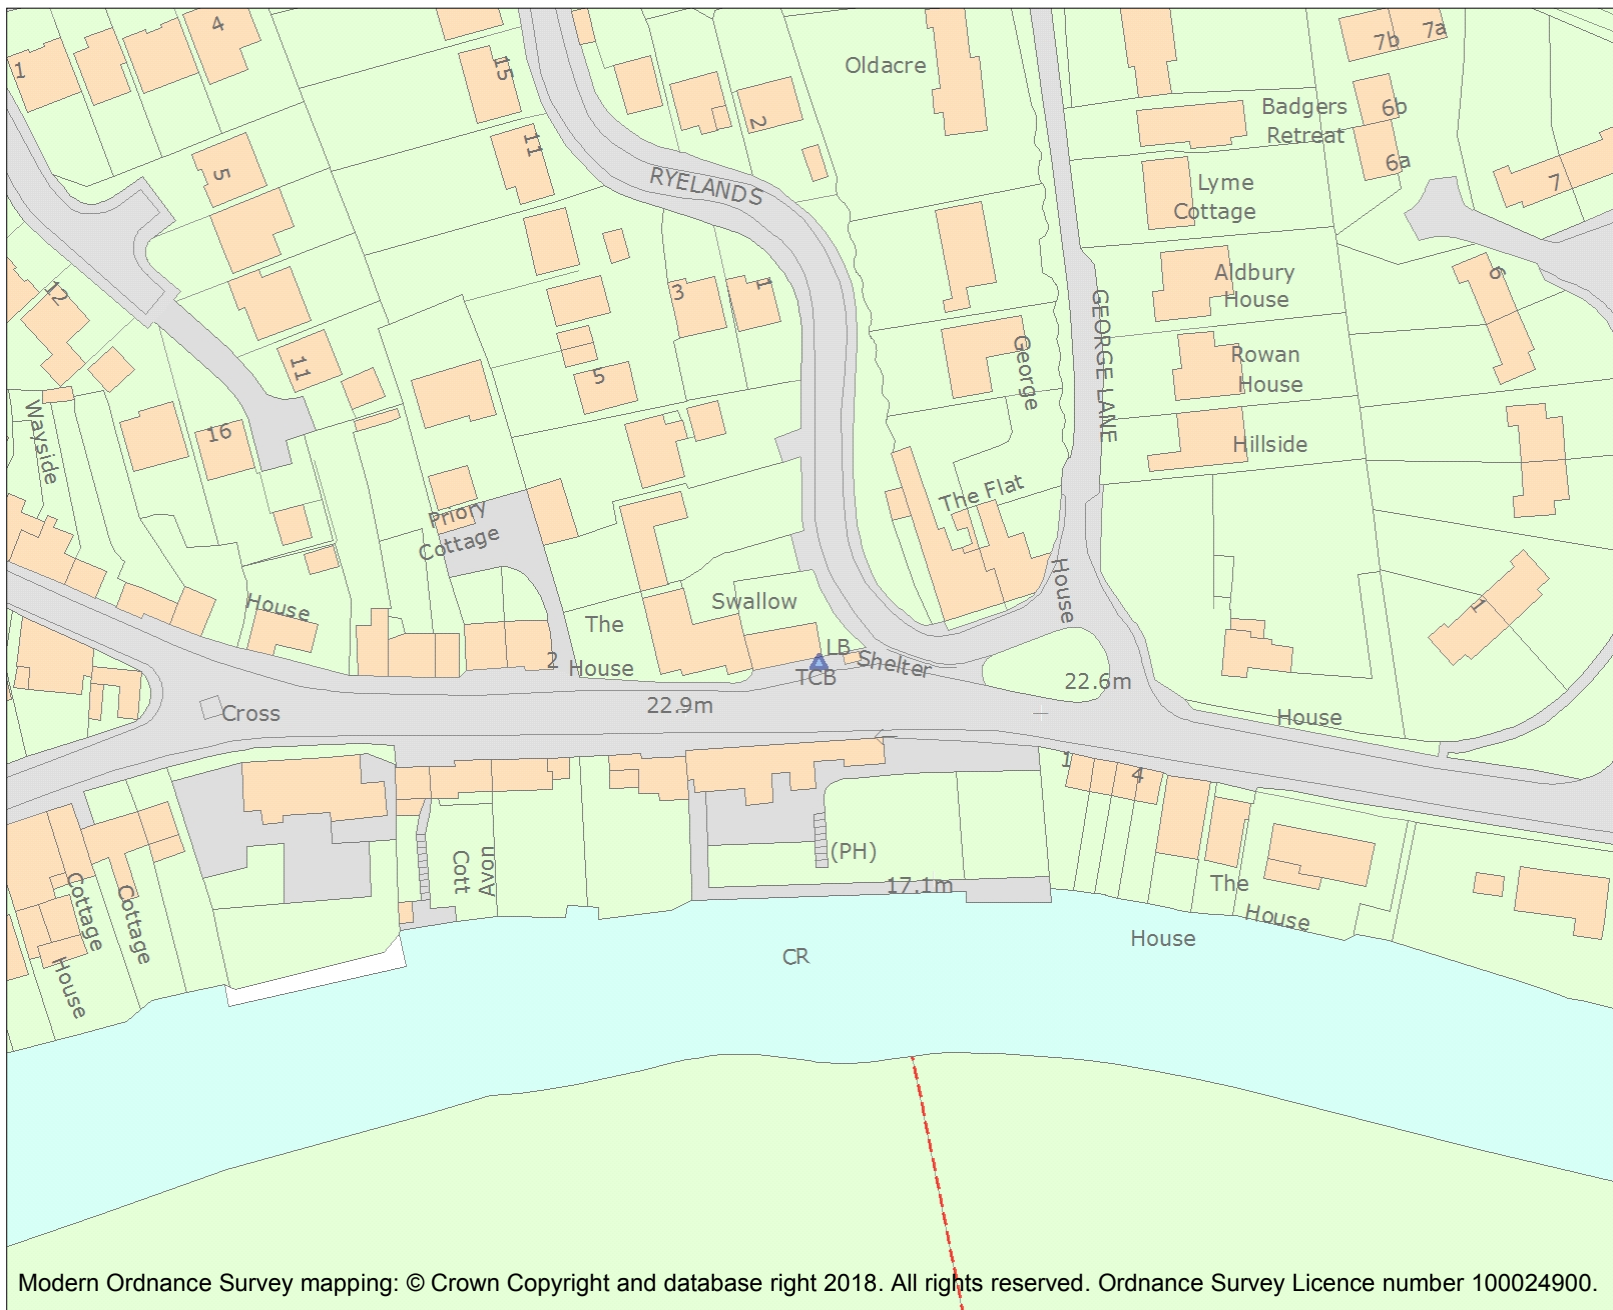 4
1
15
Oldacre
7b
7a
11
2
Badgers
Retreat
6b
6a
5
RYELANDS
Lyme
Cottage
7
12
3
1
Aldbury
House
6
GEORGE LANE
George
Rowan
House
11
5
Wayside
16
Hillside
The Flat
Priory
Cottage
House
House
Swallow
The
House
2
LB
Shelter
TCB
22.6m
1
Cross
22.9m
House
1
4
Cott
Avon
(PH)
17.1m
The
House
House
Cottage
Cottage
House
CR
Modern Ordnance Survey mapping: © Crown Copyright and database right 2018. All rights reserved. Ordnance Survey Licence number 100024900.